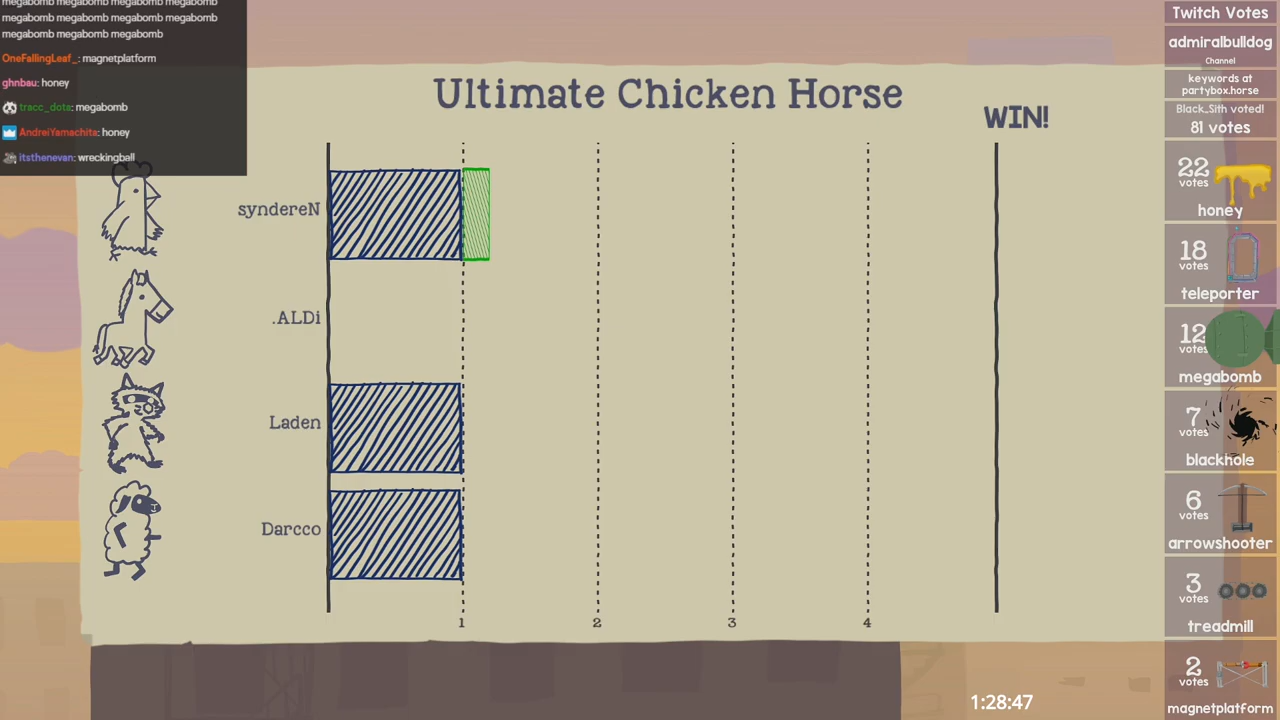 megabomb megabomb megabomb megabomb
megabomb megabomb megabomb megabomb
megabomb megabomb megabomb
OneFallingLeaf_: magnetplatform
ghnbau: honey
tracc_dota: megabomb
AndreiYamachita: honey
itsthenevan: wreckingball
Ultimate Chicken Horse
WIN!
syndereN
.ALDi
Laden
Darcco
1 2 3 4
1:28:47
Twitch Votes
admiralbulldog
Channel
keywords at
partybox.horse
Black_Sith voted!
81 votes
22
votes
honey
18
votes
teleporter
12
votes
megabomb
7
votes
blackhole
6
votes
arrowshooter
3
votes
treadmill
2
votes
magnetplatform